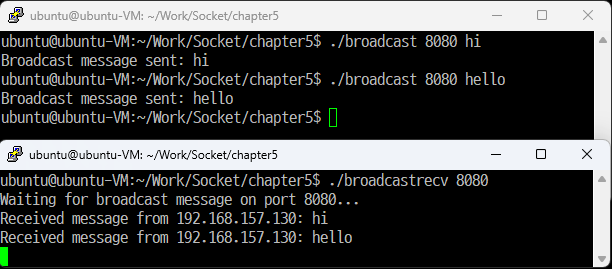 ubuntu@ubuntu-VM: ~/Work/Socket/chapter5
ubuntu@ubuntu-VM:~/Work/Socket/chapter5$ ./broadcast 8080 hi
Broadcast message sent: hi
ubuntu@ubuntu-VM:~/Work/Socket/chapter5$ ./broadcast 8080 hello
Broadcast message sent: hello
ubuntu@ubuntu-VM:~/Work/Socket/chapter5$
ubuntu@ubuntu-VM: ~/Work/Socket/chapter5
ubuntu@ubuntu-VM:~/Work/Socket/chapter5$ ./broadcastrecv 8080
Waiting for broadcast message on port 8080...
Received message from 192.168.157.130: hi
Received message from 192.168.157.130: hello